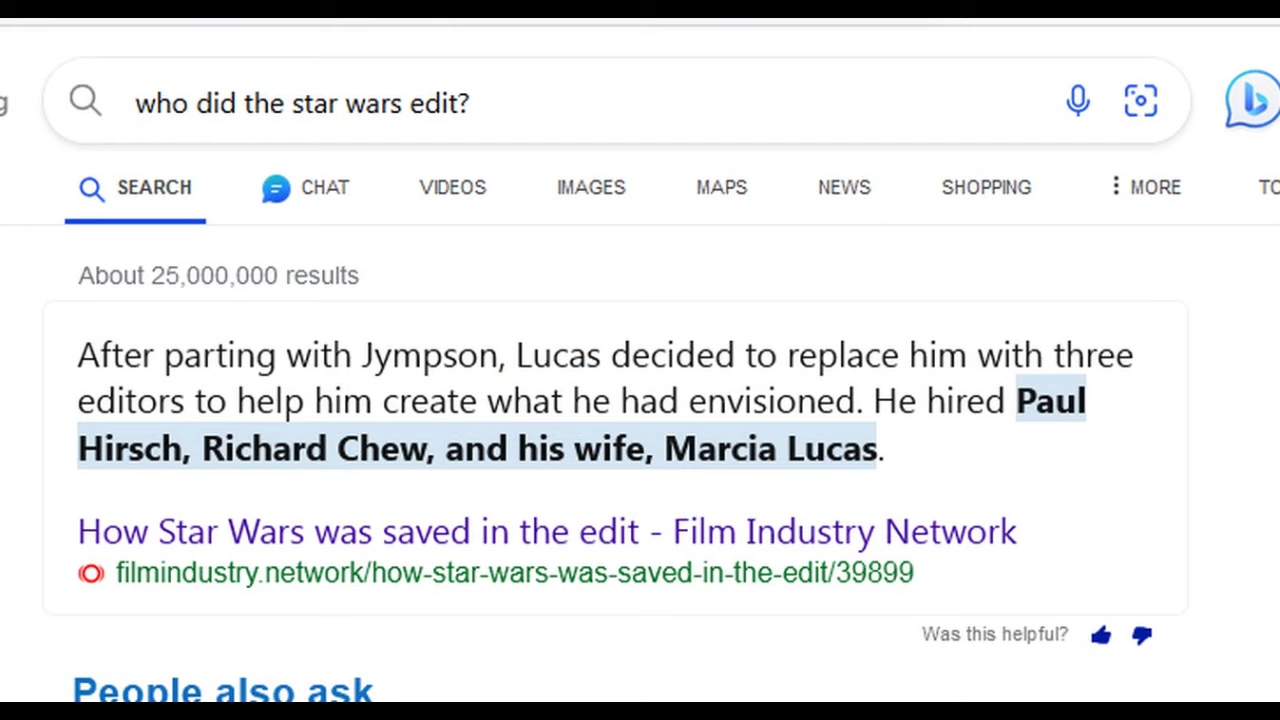 g
who did the star wars edit?
SEARCH CHAT VIDEOS IMAGES MAPS NEWS SHOPPING MORE TO
About 25,000,000 results
After parting with Jympson, Lucas decided to replace him with three
editors to help him create what he had envisioned. He hired Paul
Hirsch, Richard Chew, and his wife, Marcia Lucas.
How Star Wars was saved in the edit - Film Industry Network
filmindustry.network/how-star-wars-was-saved-in-the-edit/39899
Was this helpful?
People also ask